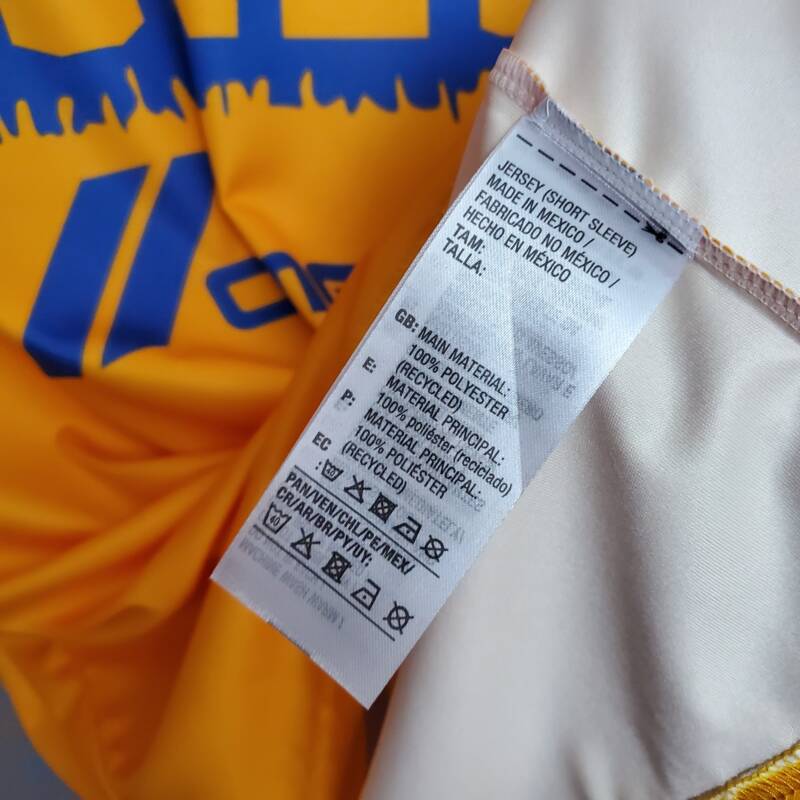 JERSEY (SHORT SLEEVE)
MADE IN MEXICO /
FABRICADO NO MÉXICO /
HECHO EN MÉXICO
TAM:
TALLA:
GB: MAIN MATERIAL:
100% POLYESTER
(RECYCLED)
E: MATERIAL PRINCIPAL:
100% poliéster (reciclado)
P: MATERIAL PRINCIPAL:
100% POLIÉSTER
(RECYCLED)
EC
:
40
PAN/VEN/CHL/PE/MEX/
CR/AR/BR/PY/UY:
40